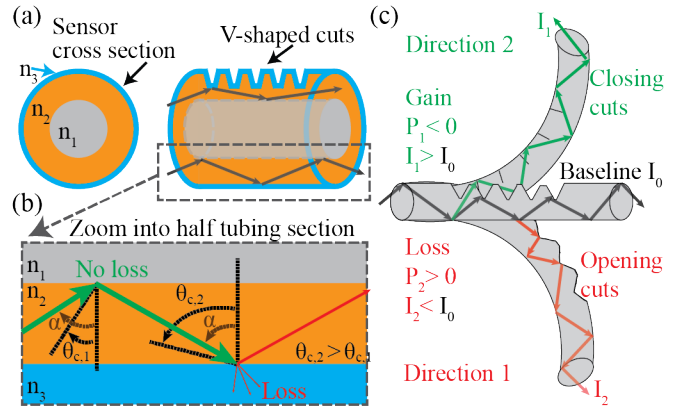 (a)
Sensor
cross section
V-shaped cuts
n3
n2
n1
(b)
Zoom into half tubing section
n1
n2
No loss
α
θc,1
θc,2
α
θc,2 > θc,1
n3
Loss
(c)
I1
Direction 2
Closing
cuts
Gain
P1 < 0
I1 > I0
Baseline I0
Loss
P2 > 0
I2 < I0
Opening
cuts
Direction 1
I2